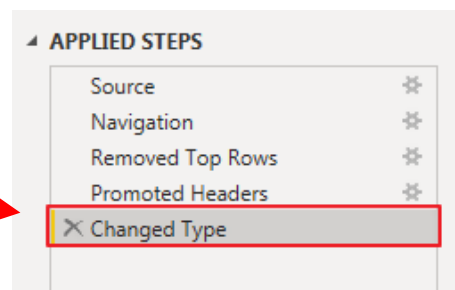 APPLIED STEPS
Source
Navigation
Removed Top Rows
Promoted Headers
Changed Type